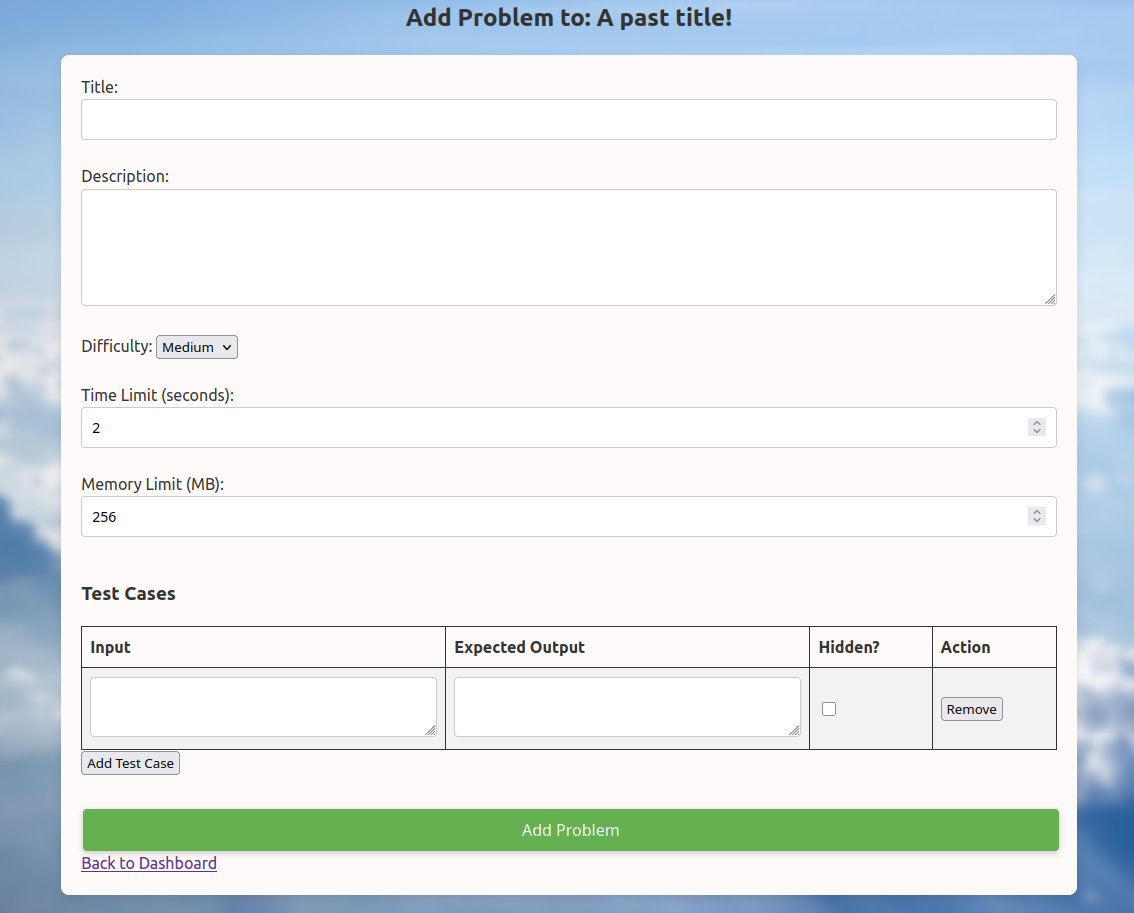 Add Problem to: A past title!
Title:
Description:
Difficulty: Medium
Time Limit (seconds):
2
Memory Limit (MB):
256
Test Cases
Input Expected Output Hidden? Action
Remove
Add Test Case
Add Problem
Back to Dashboard